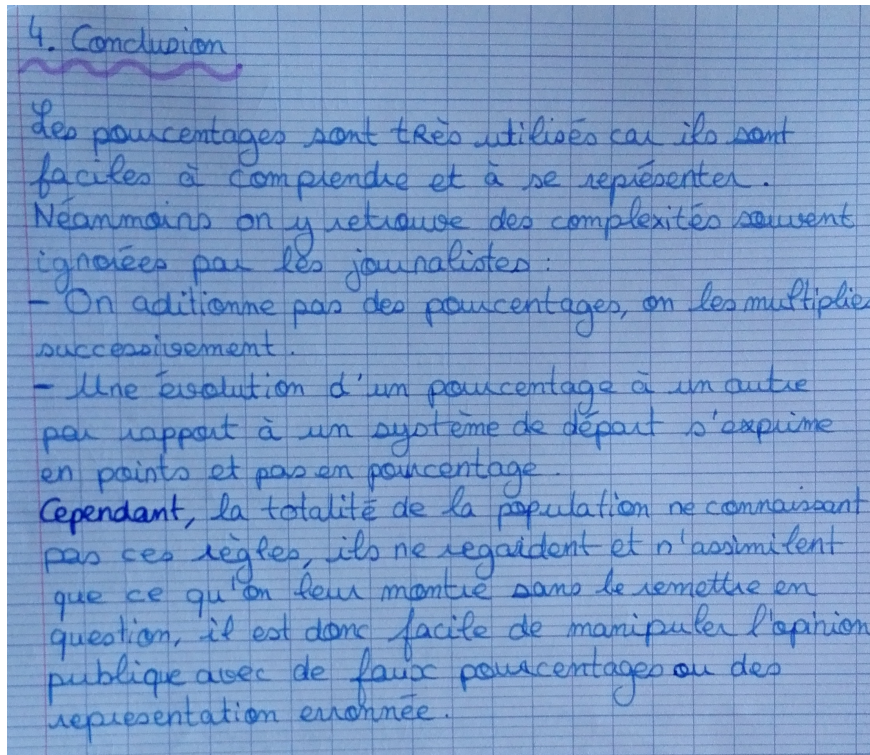 4. Conclusion
Les pourcentages sont tRès utilisés car ils sont
faciles à comprendre et à se représenter.
Néanmoins on y retrouve des complexités souvent
ignorées par les journalistes :
- On aditionne pas des pourcentages, on les multiplie
successivement.
- Une évolution d'un pourcentage à un autre
par rapport à un système de départ s'exprime
en points et pas en pourcentage.
Cependant, la totalité de la population ne connaissant
pas ces règles, ils ne regardent et n'assimilent
que ce qu'on leur montre sans le remettre en
question, il est donc facile de manipuler l'opinion
publique avec de faux pourcentages ou des
representation erronnée.